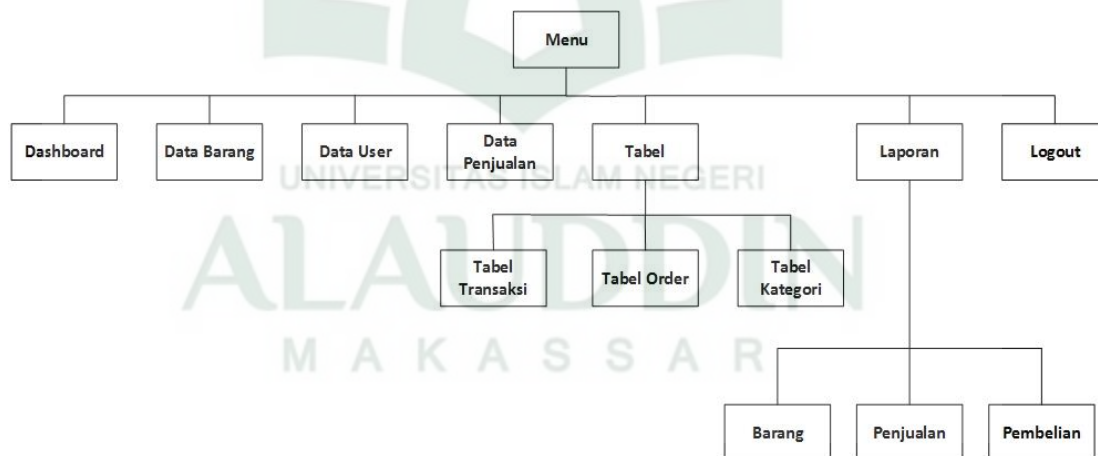 Menu
Dashboard
Data Barang
Data User
Data
Penjualan
Tabel
Laporan
Logout
UNIVERSITAS ISLAM NEGERI
ALAUDDIN
Tabel
Transaksi
Tabel Order
Tabel
Kategori
MAKASSAR
Barang
Penjualan
Pembelian